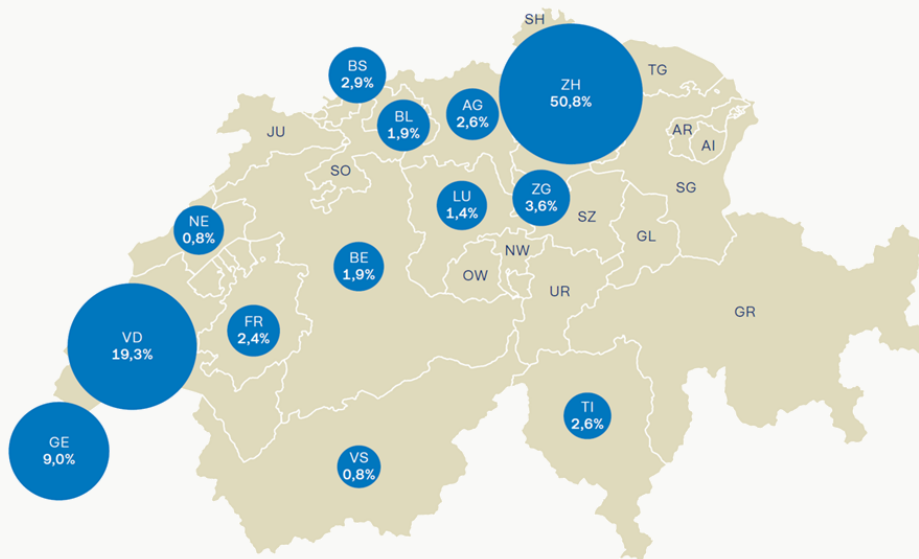 SH
BS
2,9%
ZH
50,8%
TG
BL
1,9%
AG
2,6%
JU
AR
AI
SO
LU
1,4%
ZG
3,6%
SG
SZ
NE
0,8%
BE
1,9%
NW
GL
OW
UR
GR
VD
19,3%
FR
2,4%
TI
2,6%
GE
9,0%
VS
0,8%